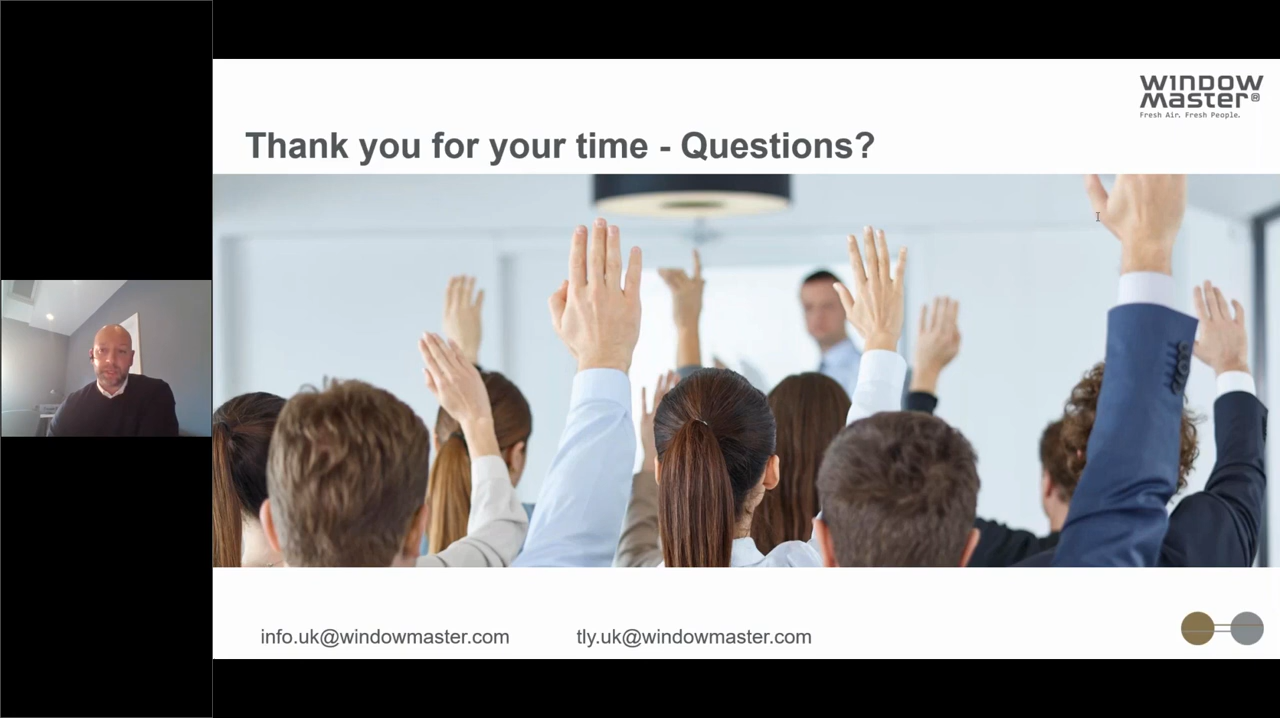 WINDOW
Master®
Fresh Air. Fresh People.
Thank you for your time - Questions?
info.uk@windowmaster.com
tly.uk@windowmaster.com